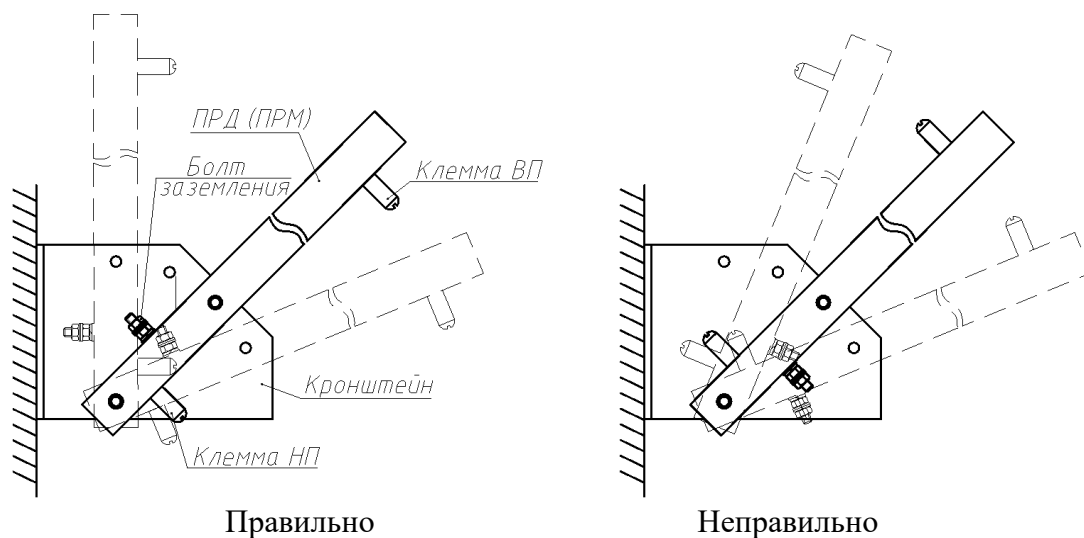 ПРД (ПРМ)
Болт
заземления
Клемма ВП
Кронштейн
Клемма НП
Правильно
Неправильно